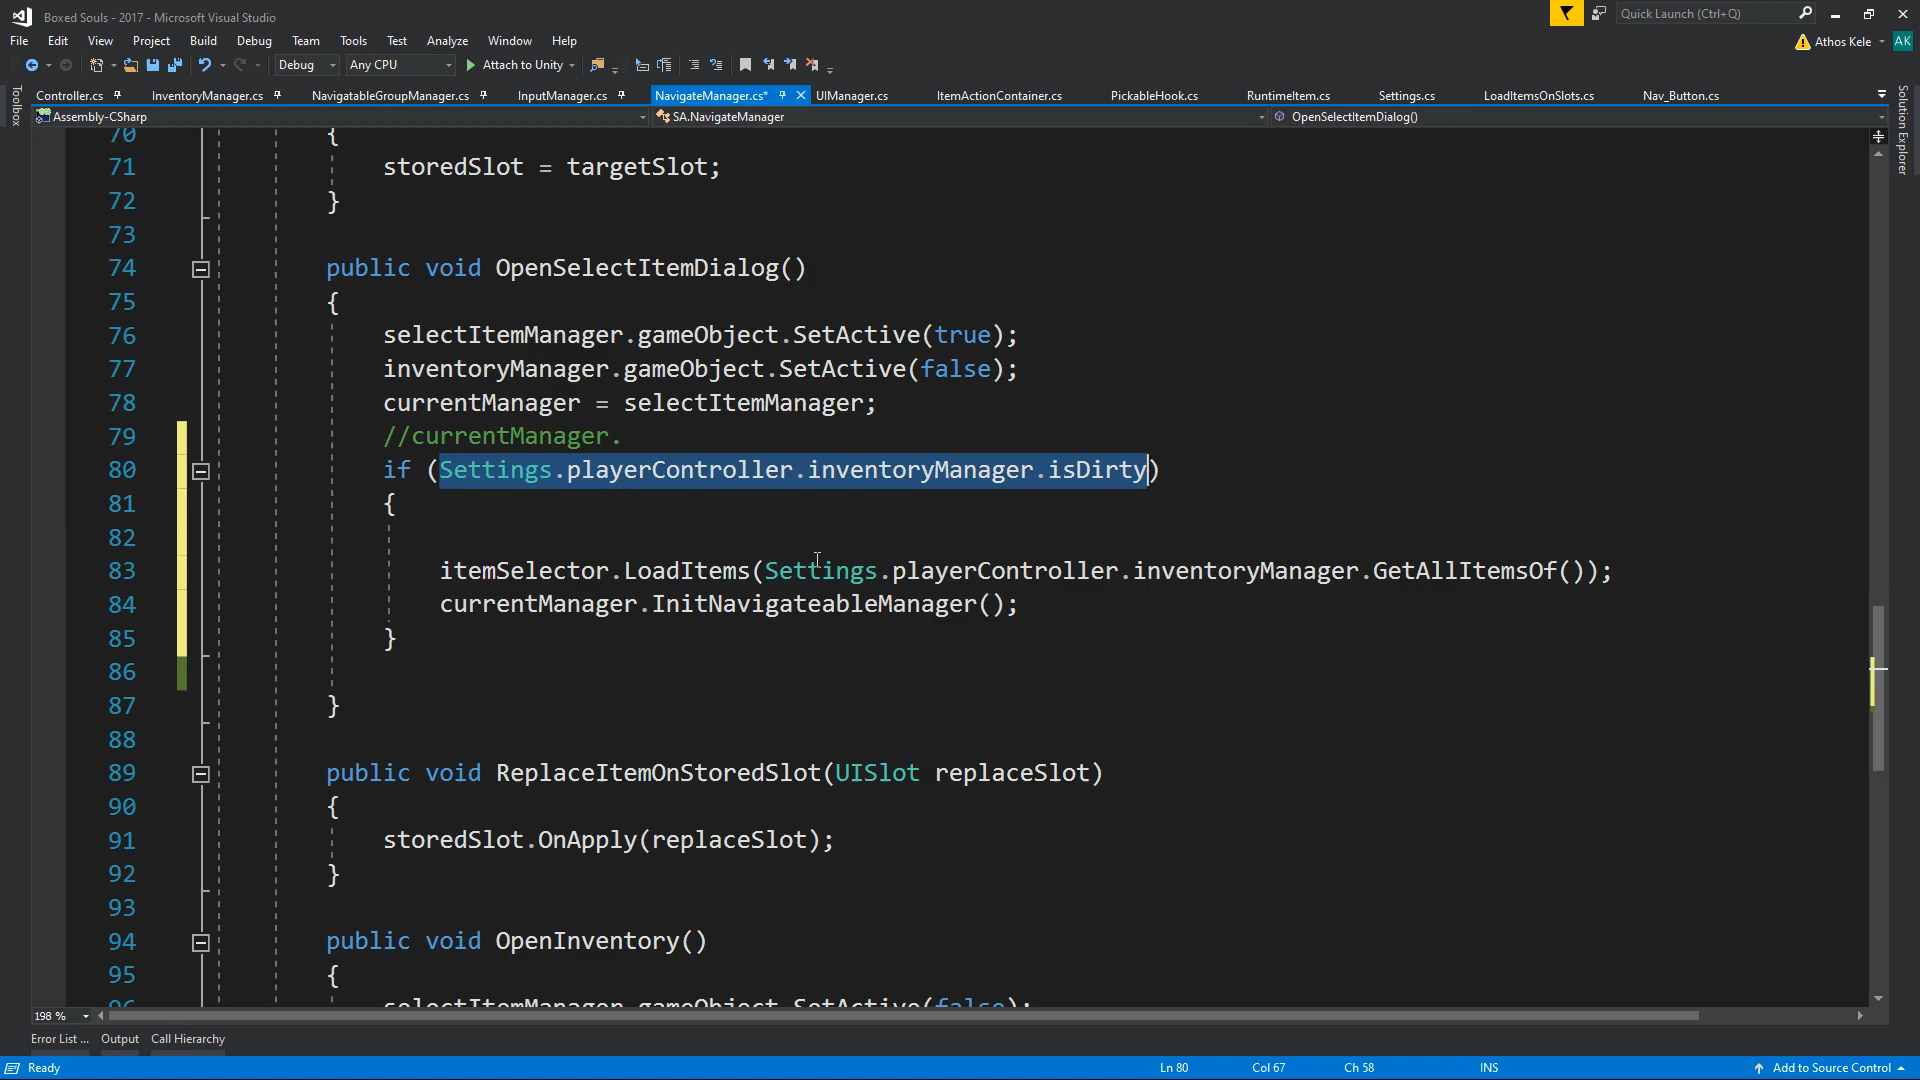 Boxed Souls - 2017 - Microsoft Visual Studio
Quick Launch (Ctrl+Q)
File Edit View Project Build Debug Team Tools Test Analyze Window Help
Athos Kele AK
Debug Any CPU Attach to Unity
Toolbox
Controller.cs InventoryManager.cs NavigatableGroupManager.cs InputManager.cs NavigateManager.cs* UIManager.cs ItemActionContainer.cs PickableHook.cs RuntimeItem.cs Settings.cs LoadItemsOnSlots.cs Nav_Button.cs
Solution Explorer
Assembly-CSharp SA.NavigateManager OpenSelectItemDialog()
70 {
71 storedSlot = targetSlot;
72 }
73
74 public void OpenSelectItemDialog()
75 {
76 selectItemManager.gameObject.SetActive(true);
77 inventoryManager.gameObject.SetActive(false);
78 currentManager = selectItemManager;
79 //currentManager.
80 if (Settings.playerController.inventoryManager.isDirty)
81 {
82
83 itemSelector.LoadItems(Settings.playerController.inventoryManager.GetAllItemsOf());
84 currentManager.InitNavigateableManager();
85 }
86
87 }
88
89 public void ReplaceItemOnStoredSlot(UISlot replaceSlot)
90 {
91 storedSlot.OnApply(replaceSlot);
92 }
93
94 public void OpenInventory()
95 {
96 selectItemManager.gameObject.SetActive(false);
198 %
Error List ... Output Call Hierarchy
Ready Ln 80 Col 67 Ch 58 INS Add to Source Control